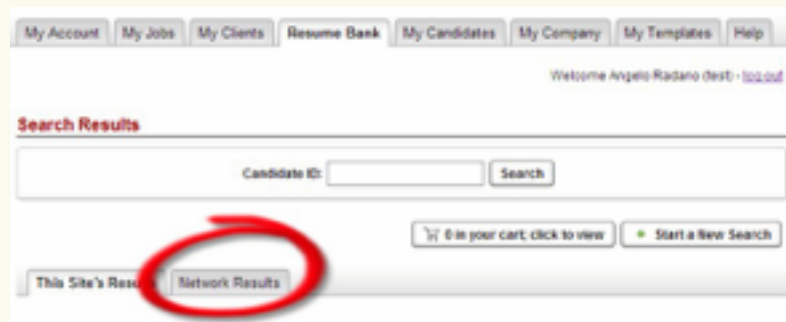 My Account My Jobs My Clients Resume Bank My Candidates My Company My Templates Help
Welcome Angelo Radano (test) - log out
Search Results
Candidate ID: Search
0 in your cart, click to view Start a New Search
This Site's Resu Network Results